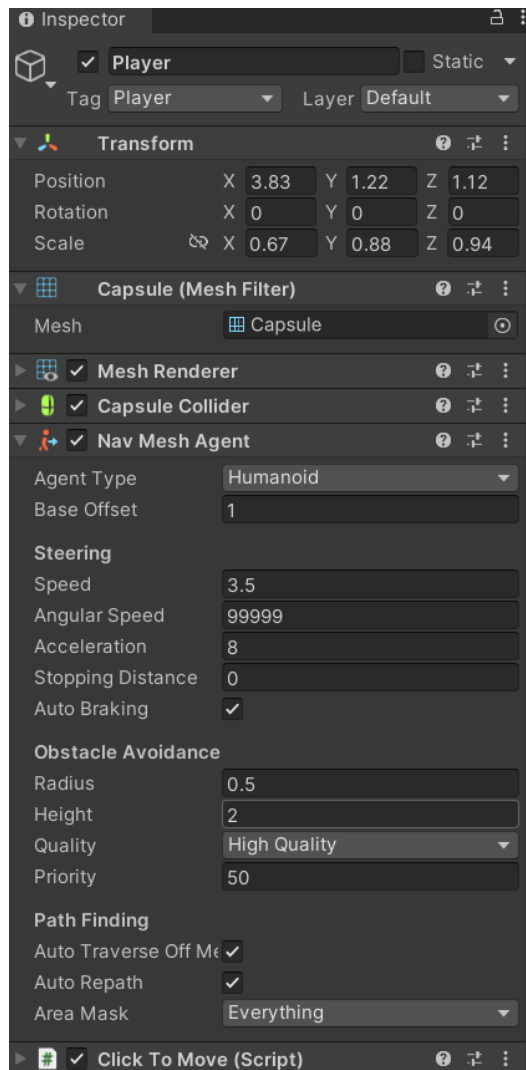 Inspector
Player Static
Tag Player Layer Default
Transform
Position X 3.83 Y 1.22 Z 1.12
Rotation X 0 Y 0 Z 0
Scale X 0.67 Y 0.88 Z 0.94
Capsule (Mesh Filter)
Mesh Capsule
Mesh Renderer
Capsule Collider
Nav Mesh Agent
Agent Type Humanoid
Base Offset 1
Steering
Speed 3.5
Angular Speed 99999
Acceleration 8
Stopping Distance 0
Auto Braking
Obstacle Avoidance
Radius 0.5
Height 2
Quality High Quality
Priority 50
Path Finding
Auto Traverse Off Me
Auto Repath
Area Mask Everything
# Click To Move (Script)